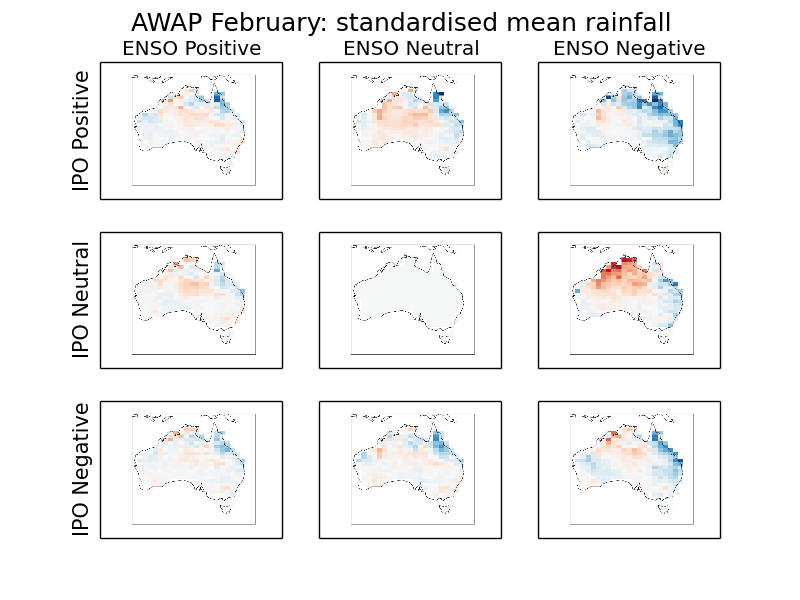 AWAP February: standardised mean rainfall
ENSO Positive
ENSO Neutral
ENSO Negative
IPO Positive
IPO Neutral
IPO Negative